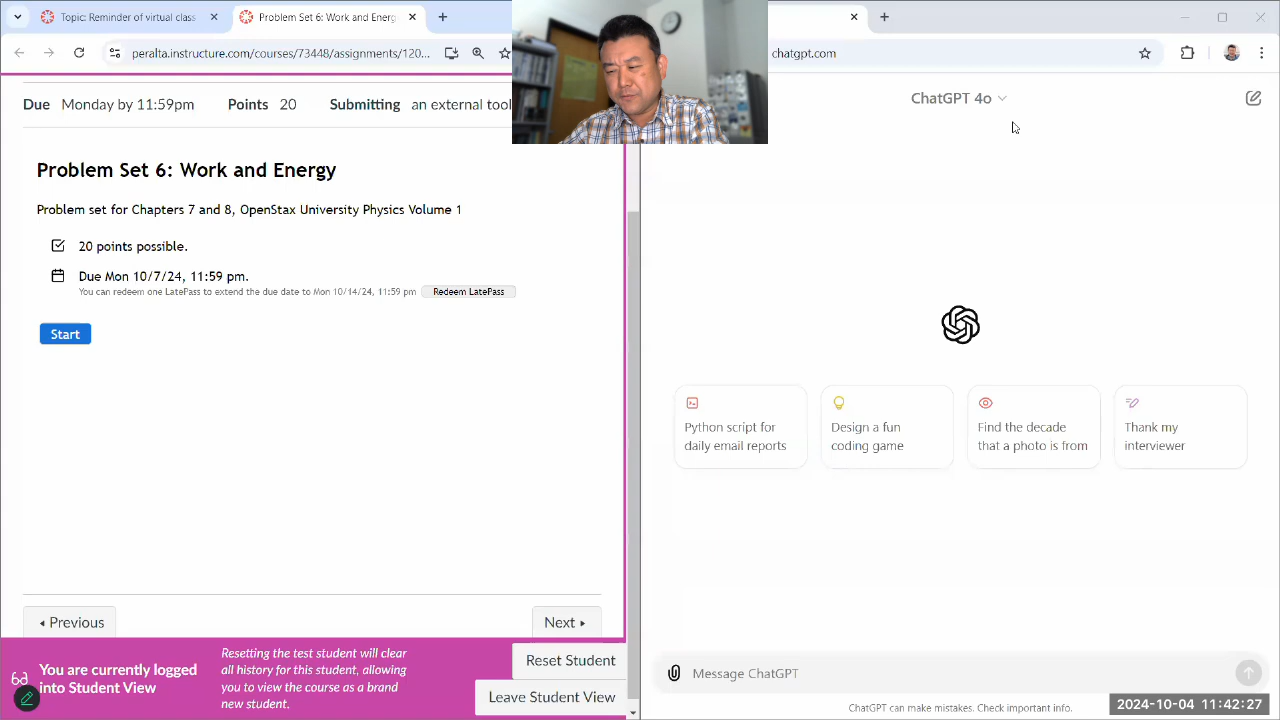 Topic: Reminder of virtual class
Problem Set 6: Work and Energy
peralta.instructure.com/courses/73448/assignments/120...
chatgpt.com
Due Monday by 11:59pm Points 20 Submitting an external tool
Problem Set 6: Work and Energy
Problem set for Chapters 7 and 8, OpenStax University Physics Volume 1
20 points possible.
Due Mon 10/7/24, 11:59 pm.
You can redeem one LatePass to extend the due date to Mon 10/14/24, 11:59 pm
Redeem LatePass
Start
Previous
Next
You are currently logged
into Student View
Resetting the test student will clear
all history for this student, allowing
you to view the course as a brand
new student.
Reset Student
Leave Student View
ChatGPT 4o
Python script for
daily email reports
Design a fun
coding game
Find the decade
that a photo is from
Thank my
interviewer
Message ChatGPT
ChatGPT can make mistakes. Check important info.
2024-10-04 11:42:27